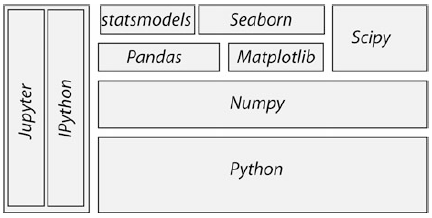 Jupyter
IPython
statsmodels
Seaborn
Scipy
Pandas
Matplotlib
Numpy
Python